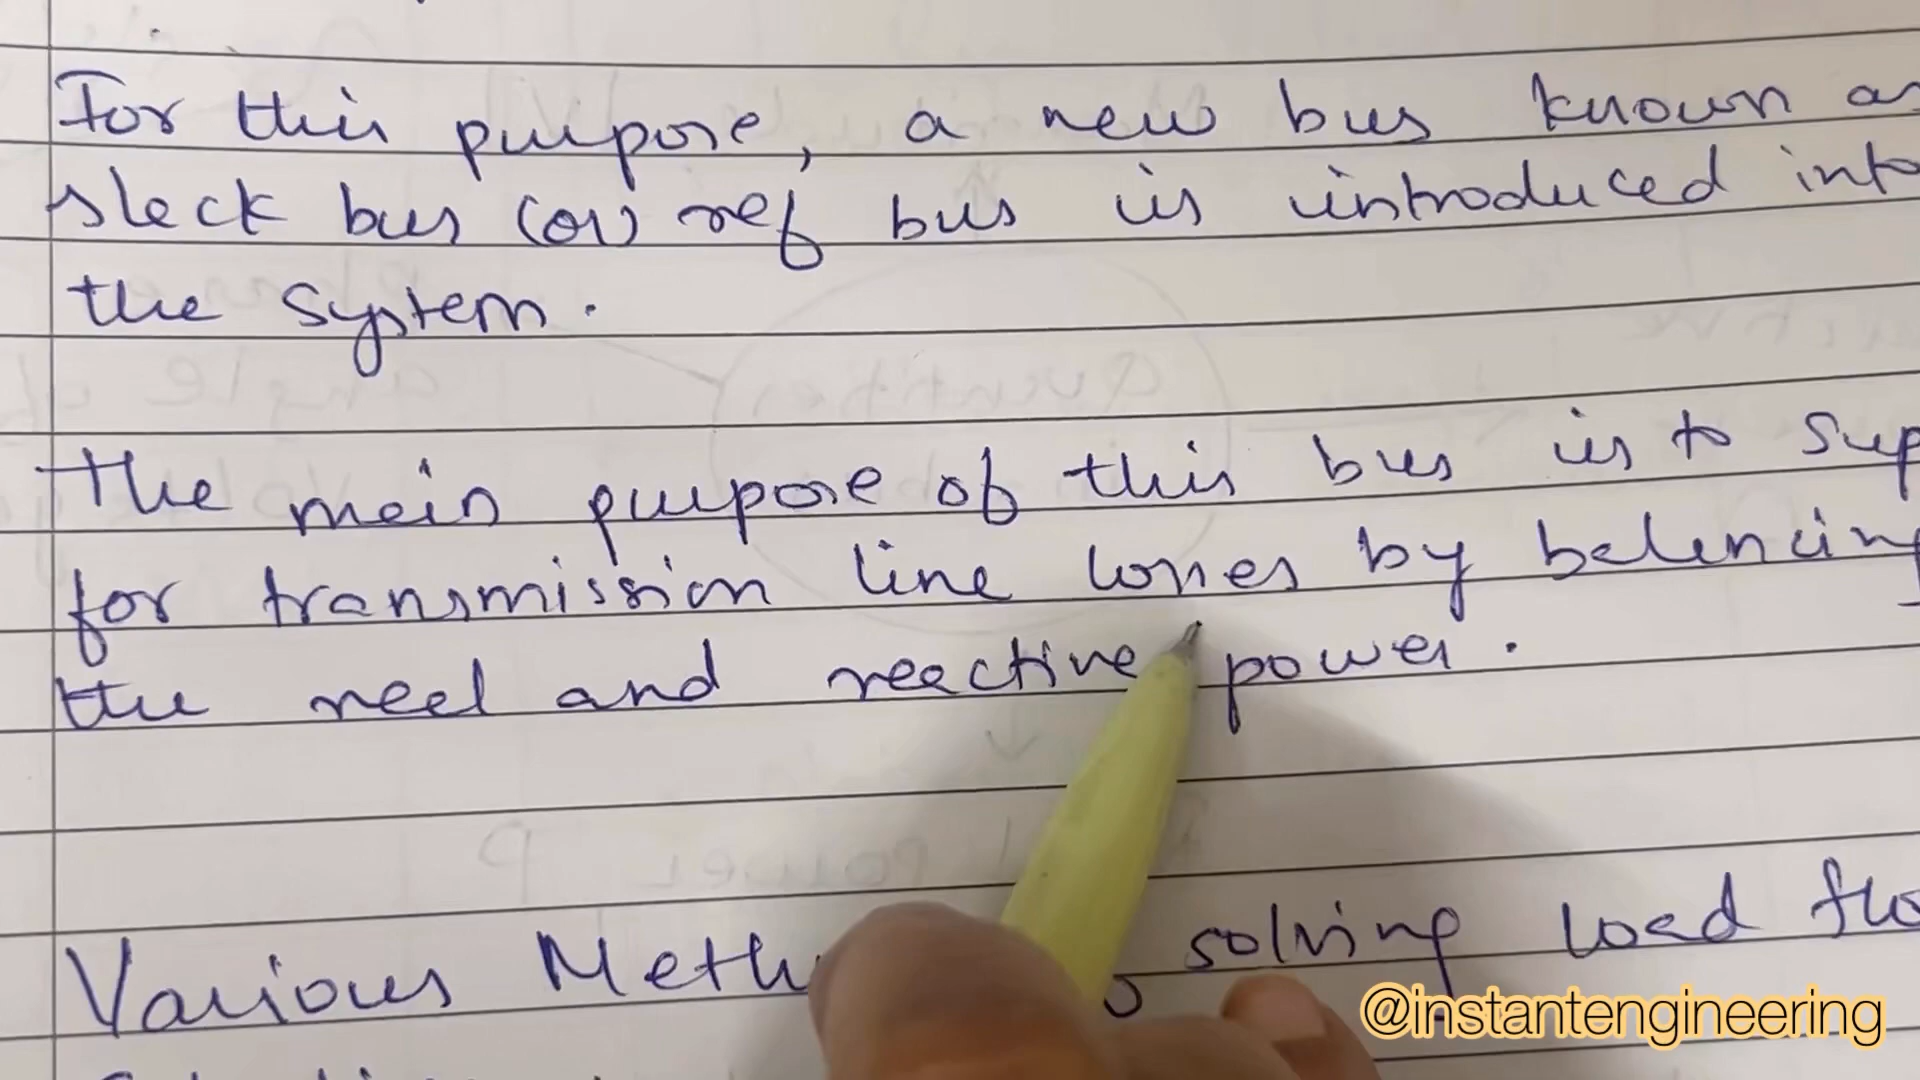 For this purpose, a new bus known as
slack bus (or) ref bus is introduced into
the system.
The main purpose of this bus is to sup
for transmission line losses by balancing
the real and reactive power.
Various Meth solving load flo
@instantengineering